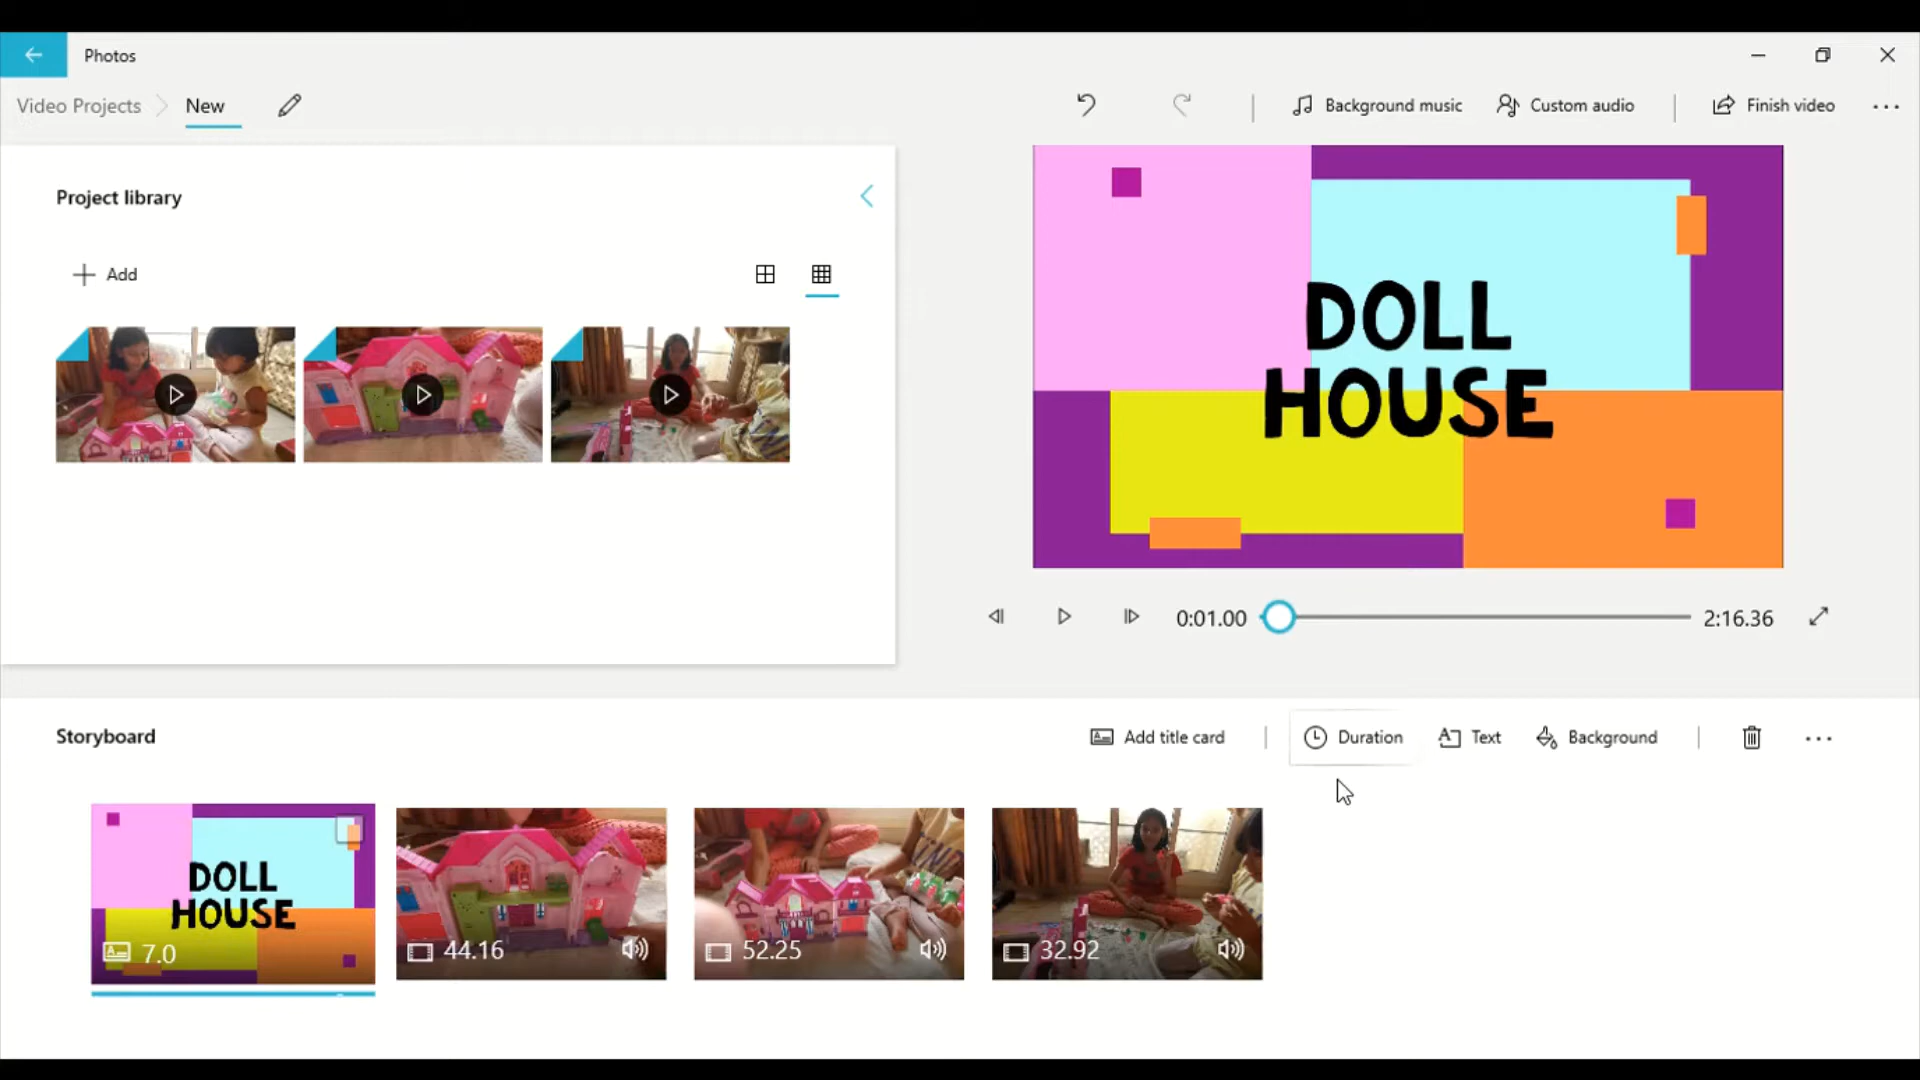 Photos
Video Projects New
Background music Custom audio Finish video
Project library
Add
DOLL
HOUSE
0:01.00 2:16.36
Storyboard
Add title card Duration Text Background
DOLL
HOUSE
7.0 44.16 52.25 32.92